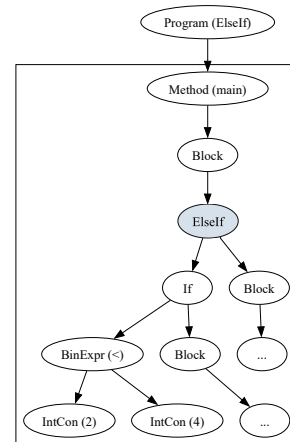 Program (ElseIf)
Method (main)
Block
ElseIf
If
Block
BinExpr (<)
Block
...
IntCon (2)
IntCon (4)
...